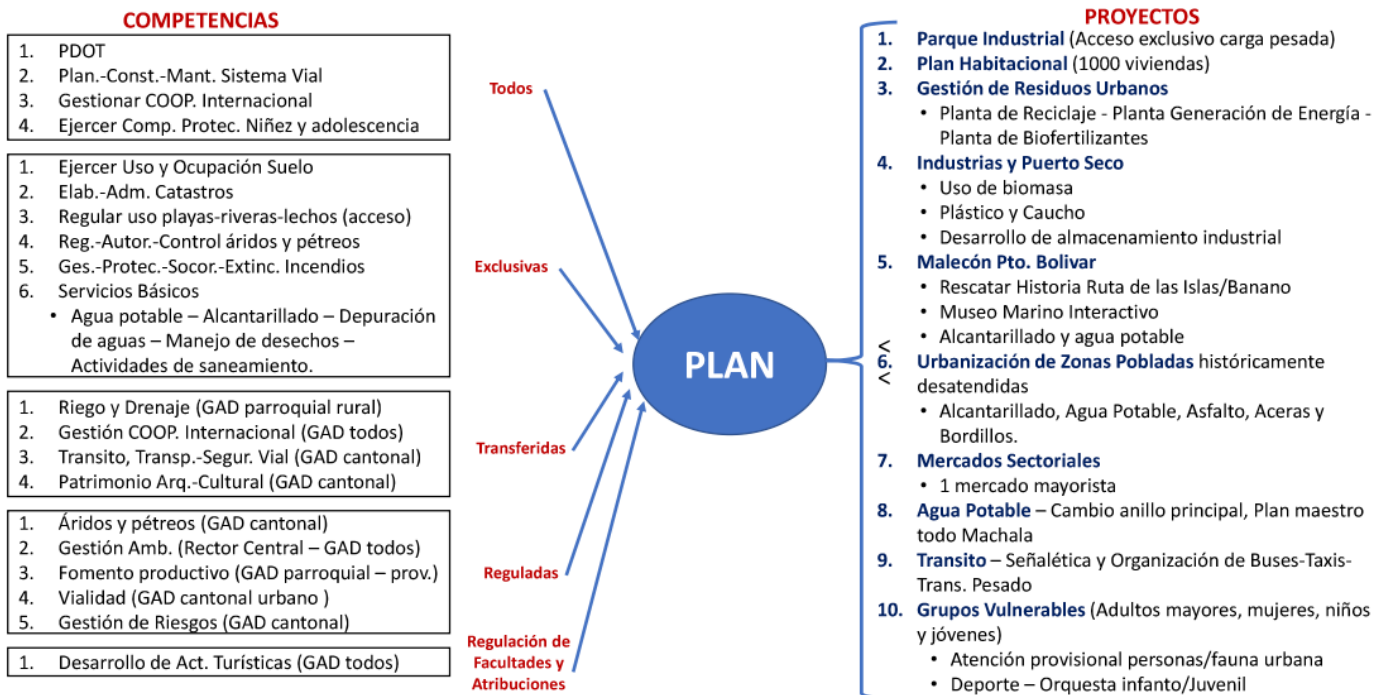 COMPETENCIAS
1. PDOT
2. Plan.-Const.-Mant. Sistema Vial
3. Gestionar COOP. Internacional
4. Ejercer Comp. Protec. Niñez y adolescencia
1. Ejercer Uso y Ocupación Suelo
2. Elab.-Adm. Catastros
3. Regular uso playas-riveras-lechos (acceso)
4. Reg.-Autor.-Control áridos y pétreos
5. Ges.-Protec.-Socor.-Extinc. Incendios
6. Servicios Básicos
• Agua potable – Alcantarillado – Depuración
de aguas – Manejo de desechos –
Actividades de saneamiento.
1. Riego y Drenaje (GAD parroquial rural)
2. Gestión COOP. Internacional (GAD todos)
3. Transito, Transp.-Segur. Vial (GAD cantonal)
4. Patrimonio Arq.-Cultural (GAD cantonal)
1. Áridos y pétreos (GAD cantonal)
2. Gestión Amb. (Rector Central – GAD todos)
3. Fomento productivo (GAD parroquial – prov.)
4. Vialidad (GAD cantonal urbano )
5. Gestión de Riesgos (GAD cantonal)
1. Desarrollo de Act. Turísticas (GAD todos)
Todos
Exclusivas
Transferidas
Reguladas
Regulación de
Facultades y
Atribuciones
PLAN
PROYECTOS
1. Parque Industrial (Acceso exclusivo carga pesada)
2. Plan Habitacional (1000 viviendas)
3. Gestión de Residuos Urbanos
• Planta de Reciclaje - Planta Generación de Energía -
Planta de Biofertilizantes
4. Industrias y Puerto Seco
• Uso de biomasa
• Plástico y Caucho
• Desarrollo de almacenamiento industrial
5. Malecón Pto. Bolivar
• Rescatar Historia Ruta de las Islas/Banano
• Museo Marino Interactivo
• Alcantarillado y agua potable
<
6. Urbanización de Zonas Pobladas históricamente
<
desatendidas
• Alcantarillado, Agua Potable, Asfalto, Aceras y
Bordillos.
7. Mercados Sectoriales
• 1 mercado mayorista
8. Agua Potable – Cambio anillo principal, Plan maestro
todo Machala
9. Transito – Señalética y Organización de Buses-Taxis-
Trans. Pesado
10. Grupos Vulnerables (Adultos mayores, mujeres, niños
y jóvenes)
• Atención provisional personas/fauna urbana
• Deporte – Orquesta infanto/Juvenil